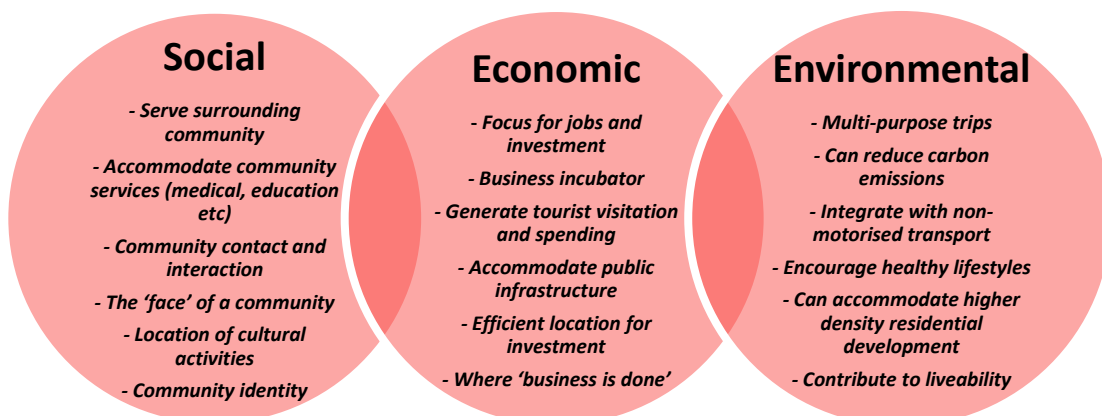 Social
- Serve surrounding
community
- Accommodate community
services (medical, education
etc)
- Community contact and
interaction
- The ‘face’ of a community
- Location of cultural
activities
- Community identity
Economic
- Focus for jobs and
investment
- Business incubator
- Generate tourist visitation
and spending
- Accommodate public
infrastructure
- Efficient location for
investment
- Where ‘business is done’
Environmental
- Multi-purpose trips
- Can reduce carbon
emissions
- Integrate with non-
motorised transport
- Encourage healthy lifestyles
- Can accommodate higher
density residential
development
- Contribute to liveability